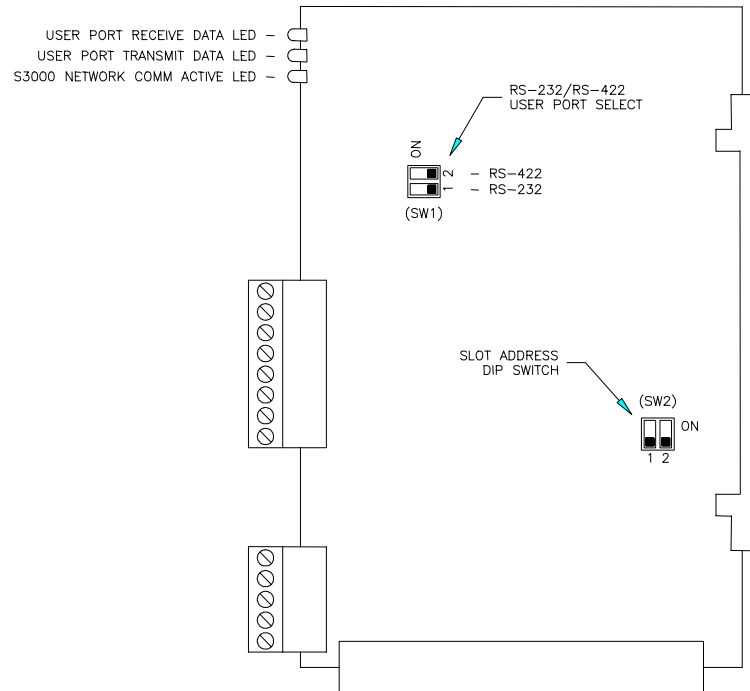 USER PORT RECEIVE DATA LED –
USER PORT TRANSMIT DATA LED –
S3000 NETWORK COMM ACTIVE LED –
RS–232/RS–422
USER PORT SELECT
ON
2 – RS–422
1 – RS–232
(SW1)
SLOT ADDRESS
DIP SWITCH
(SW2)
ON
1 2